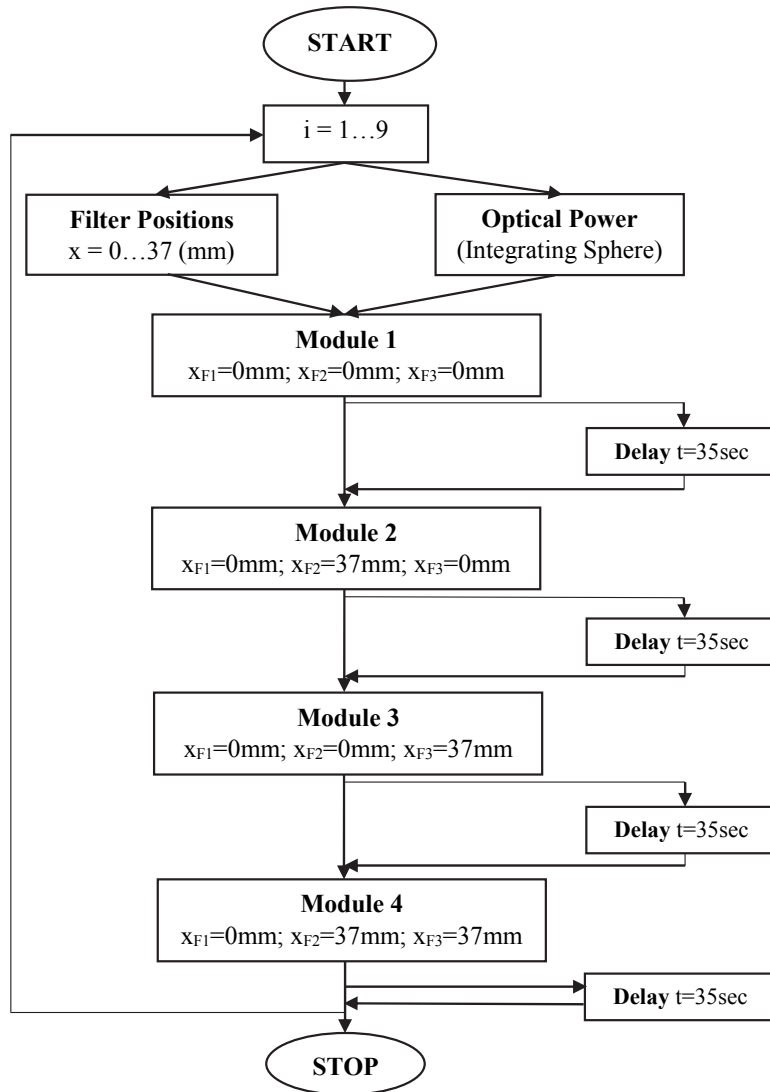 START
i = 1…9
Filter Positions
x = 0…37 (mm)
Optical Power
(Integrating Sphere)
Module 1
xF1=0mm; xF2=0mm; xF3=0mm
Delay t=35sec
Module 2
xF1=0mm; xF2=37mm; xF3=0mm
Delay t=35sec
Module 3
xF1=0mm; xF2=0mm; xF3=37mm
Delay t=35sec
Module 4
xF1=0mm; xF2=37mm; xF3=37mm
Delay t=35sec
STOP